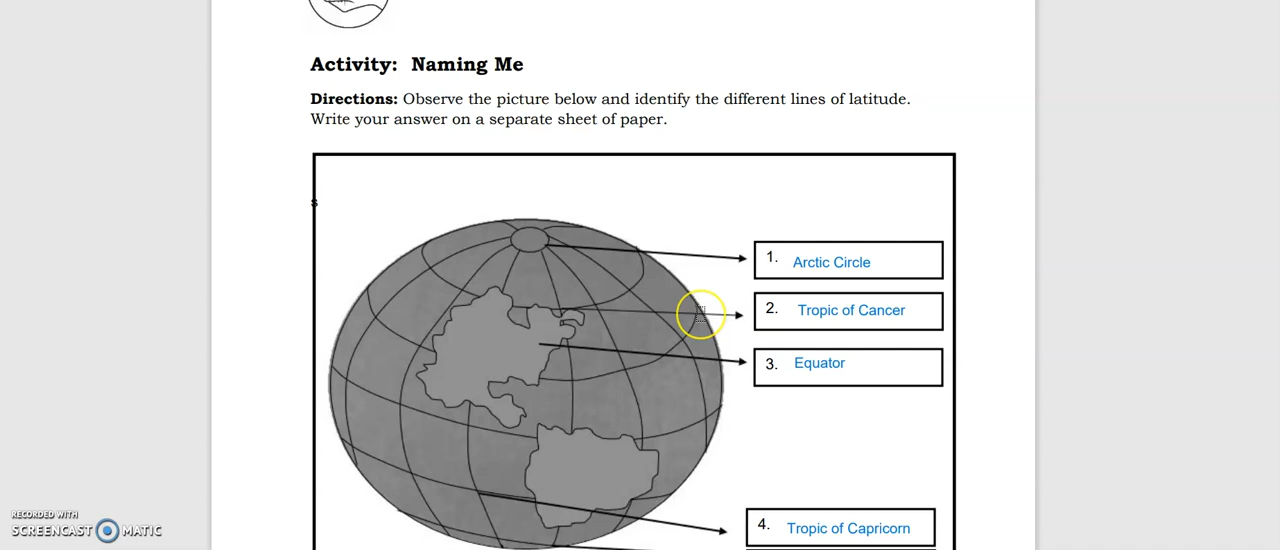 Activity: Naming Me
Directions: Observe the picture below and identify the different lines of latitude.
Write your answer on a separate sheet of paper.
s
1. Arctic Circle
2. Tropic of Cancer
3. Equator
4. Tropic of Capricorn
RECORDED WITH
SCREENCAST MATIC